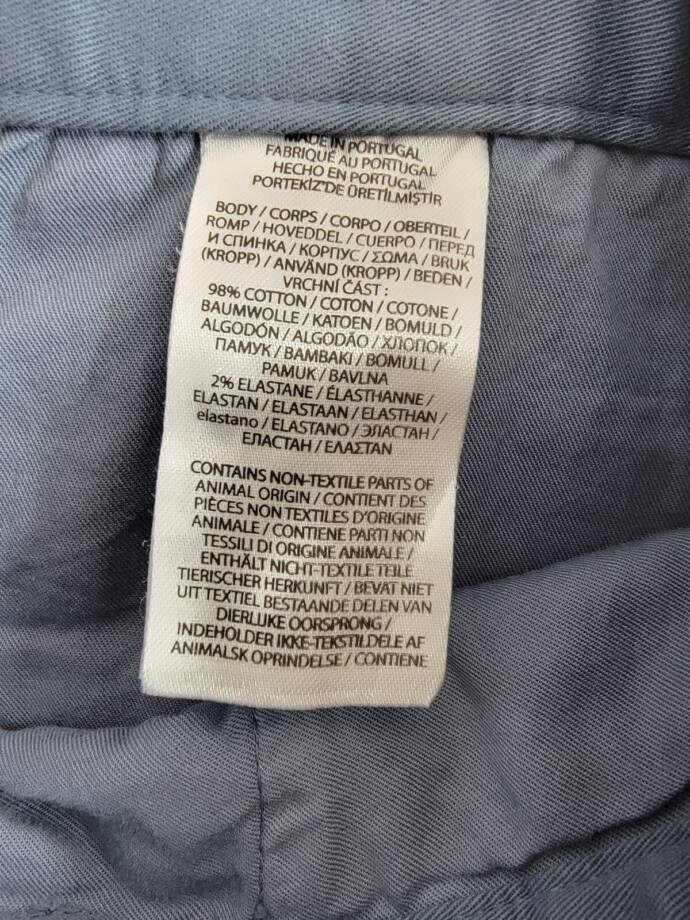 MADE IN PORTUGAL
FABRIQUÉ AU PORTUGAL
HECHO EN PORTUGAL
PORTEKİZ'DE ÜRETİLMİŞTİR
BODY / CORPS / CORPO / OBERTEIL /
ROMP / HOVEDDEL / CUERPO / ПЕРЕД
И СПИНКА / КОРПУС / ΣΩΜΑ / BRUK
(KROPP) / ANVÄND (KROPP) / BEDEN /
VRCHNÍ ČÁST :
98% COTTON / COTON / COTONE /
BAUMWOLLE / KATOEN / BOMULD /
ALGODÓN / ALGODÃO / ХЛОПОК /
ПАМУК / BAMBAKI / BOMULL /
PAMUK / BAVLNA
2% ELASTANE / ÉLASTHANNE /
ELASTAN / ELASTAAN / ELASTHAN /
elastano / ELASTANO / ЭЛАСТАН /
ЕЛАСТАН / ΕΛΑΣΤΑΝ
CONTAINS NON-TEXTILE PARTS OF
ANIMAL ORIGIN / CONTIENT DES
PIÈCES NON TEXTILES D'ORIGINE
ANIMALE / CONTIENE PARTI NON
TESSILI DI ORIGINE ANIMALE /
ENTHÄLT NICHT-TEXTILE TEILE
TIERISCHER HERKUNFT / BEVAT NIET
UIT TEXTIEL BESTAANDE DELEN VAN
DIERLIJKE OORSPRONG /
INDEHOLDER IKKE-TEKSTILDELE AF
ANIMALSK OPRINDELSE / CONTIENE